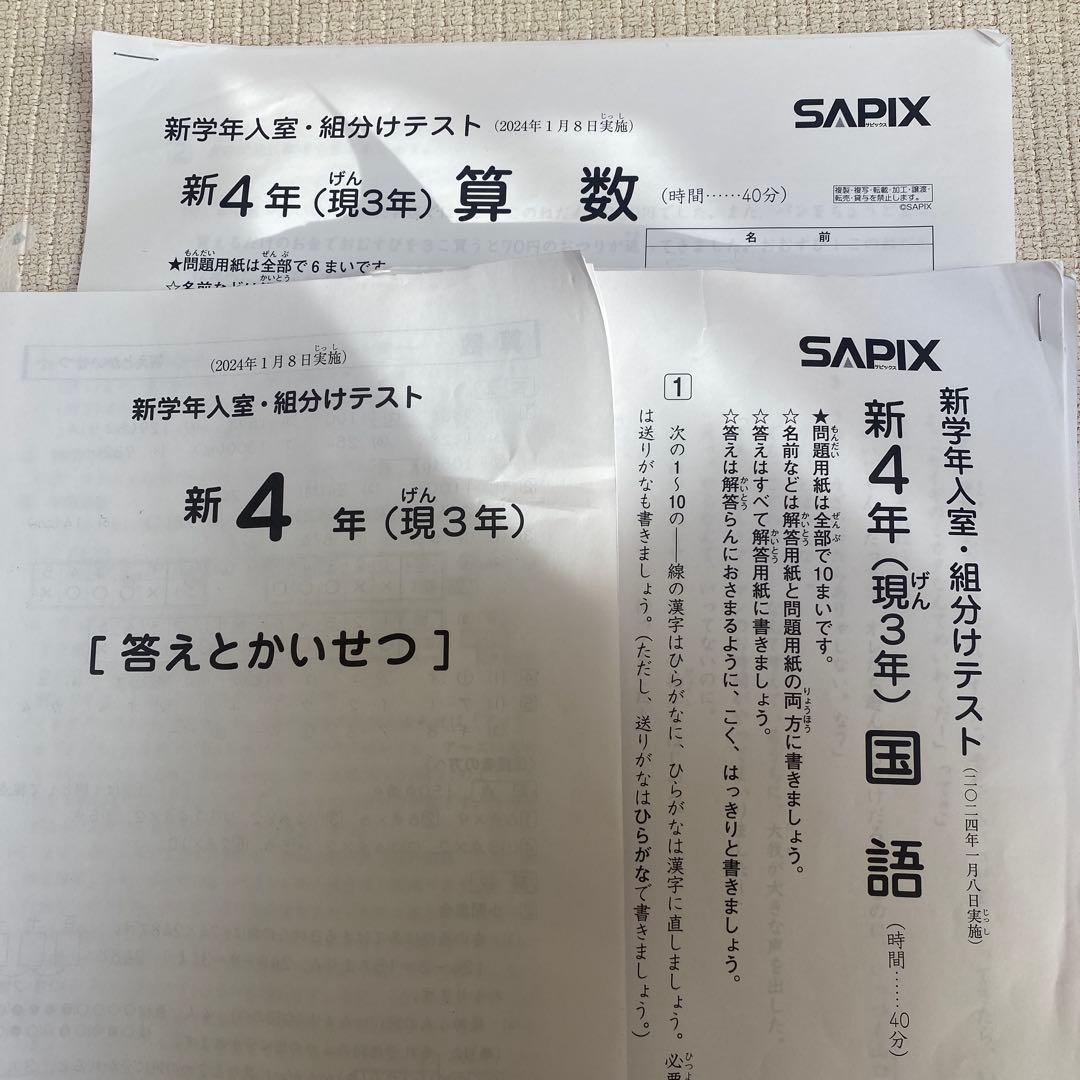 新学年入室・組分けテスト（2024年1月8日実施）
SAPIX
サピックス
新4年（現3年）算 数 （時間……40分）
複製・複写・転載・加工・譲渡・
転売・貸与を禁止します。
©SAPIX
名 前
★問題用紙は全部で6まいです
（2024年1月8日実施）
新学年入室・組分けテスト
新 4 年（現3年）
［ 答えとかいせつ ］
SAPIX
サピックス
新学年入室・組分けテスト（二〇二四年一月八日実施）
新4年（現3年）国 語 （時間……40分）
★問題用紙は全部で10まいです。
☆名前などは解答用紙と問題用紙の両方に書きましょう。
☆答えはすべて解答用紙に書きましょう。
☆答えは解答らんにおさまるように、こく、はっきりと書きましょう。
1 次の1～10の――線の漢字はひらがなに、ひらがなは漢字に直しましょう。必要
は送りがなも書きましょう。（ただし、送りがなはひらがなで書きましょう。）